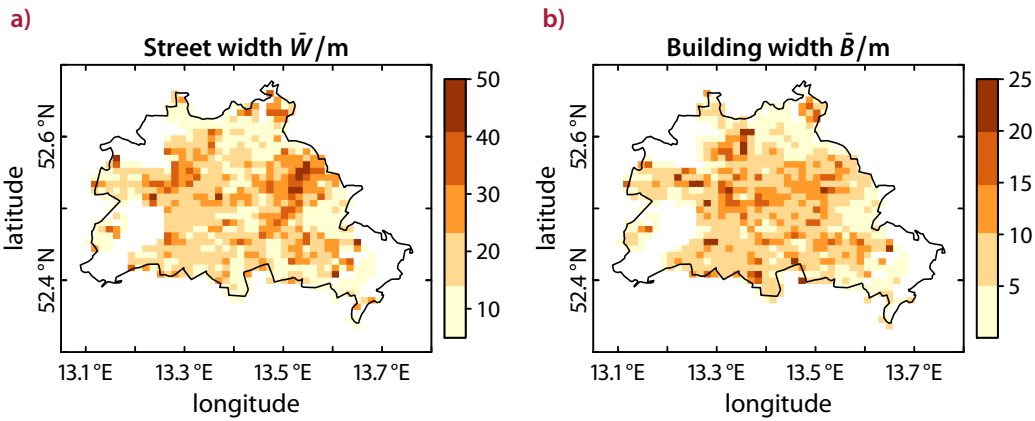 a)
Street width W̄/m
latitude
52.6 °N
52.4 °N
13.1 °E 13.3 °E 13.5 °E 13.7 °E
longitude
50
40
30
20
10
b)
Building width B̄/m
latitude
52.6 °N
52.4 °N
13.1 °E 13.3 °E 13.5 °E 13.7 °E
longitude
25
20
15
10
5